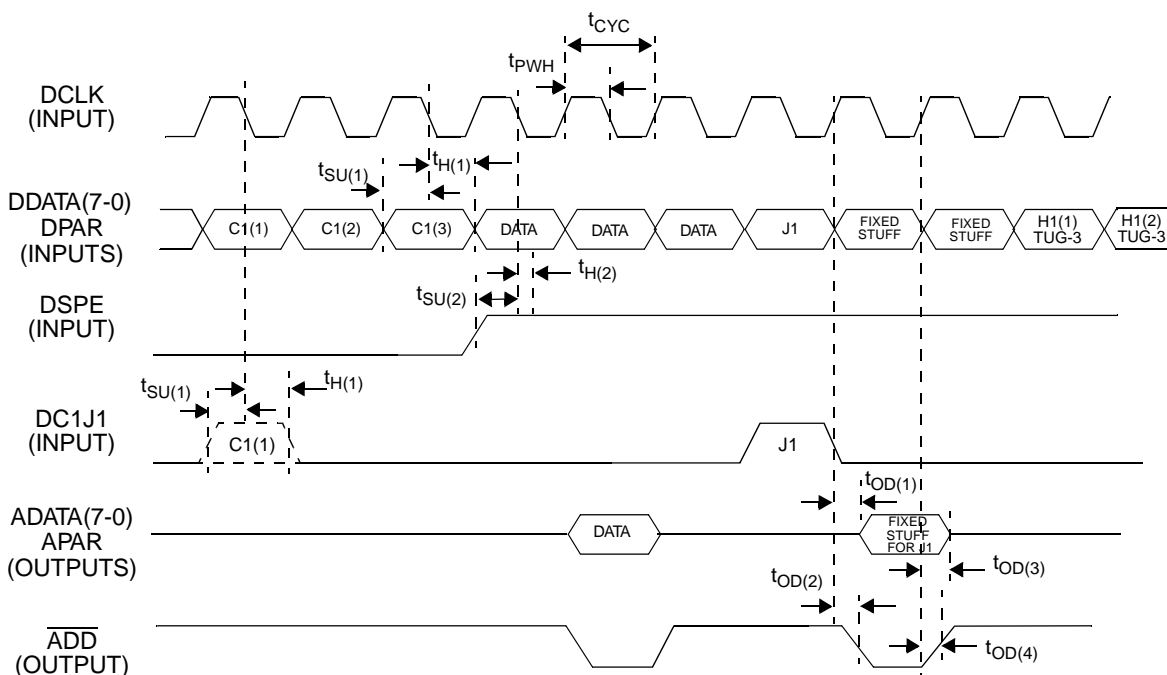 tCYC
tPWH
DCLK
(INPUT)
tSU(1)
tH(1)
DDATA(7-0)
DPAR
(INPUTS)
C1(1)
C1(2)
C1(3)
DATA
DATA
DATA
J1
FIXED
STUFF
FIXED
STUFF
H1(1)
TUG-3
H1(2)
TUG-3
tH(2)
tSU(2)
DSPE
(INPUT)
tSU(1)
tH(1)
DC1J1
(INPUT)
C1(1)
J1
tOD(1)
ADATA(7-0)
APAR
(OUTPUTS)
DATA
FIXED
STUFF
FOR J1
tOD(3)
tOD(2)
ADD
(OUTPUT)
tOD(4)